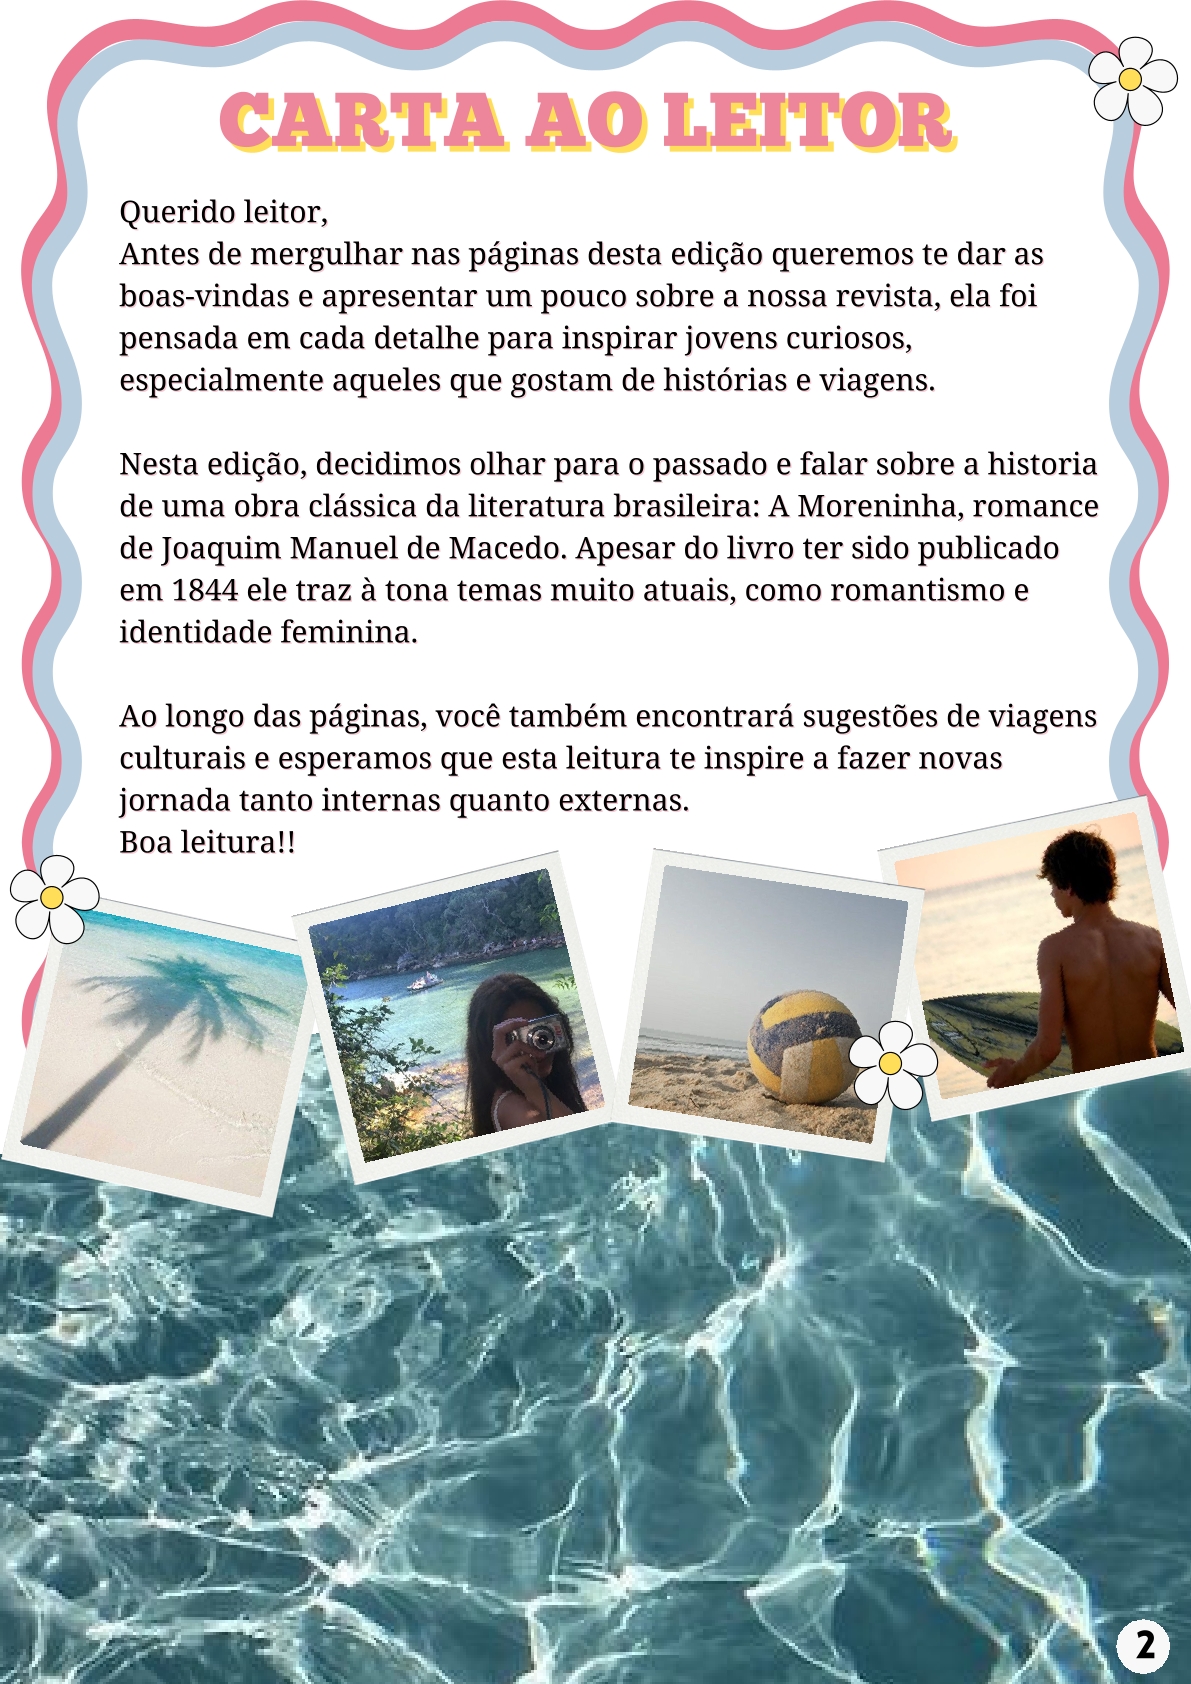 CARTA AO LEITOR
Querido leitor,
Antes de mergulhar nas páginas desta edição queremos te dar as
boas-vindas e apresentar um pouco sobre a nossa revista, ela foi
pensada em cada detalhe para inspirar jovens curiosos,
especialmente aqueles que gostam de histórias e viagens.
Nesta edição, decidimos olhar para o passado e falar sobre a historia
de uma obra clássica da literatura brasileira: A Moreninha, romance
de Joaquim Manuel de Macedo. Apesar do livro ter sido publicado
em 1844 ele traz à tona temas muito atuais, como romantismo e
identidade feminina.
Ao longo das páginas, você também encontrará sugestões de viagens
culturais e esperamos que esta leitura te inspire a fazer novas
jornada tanto internas quanto externas.
Boa leitura!!
2